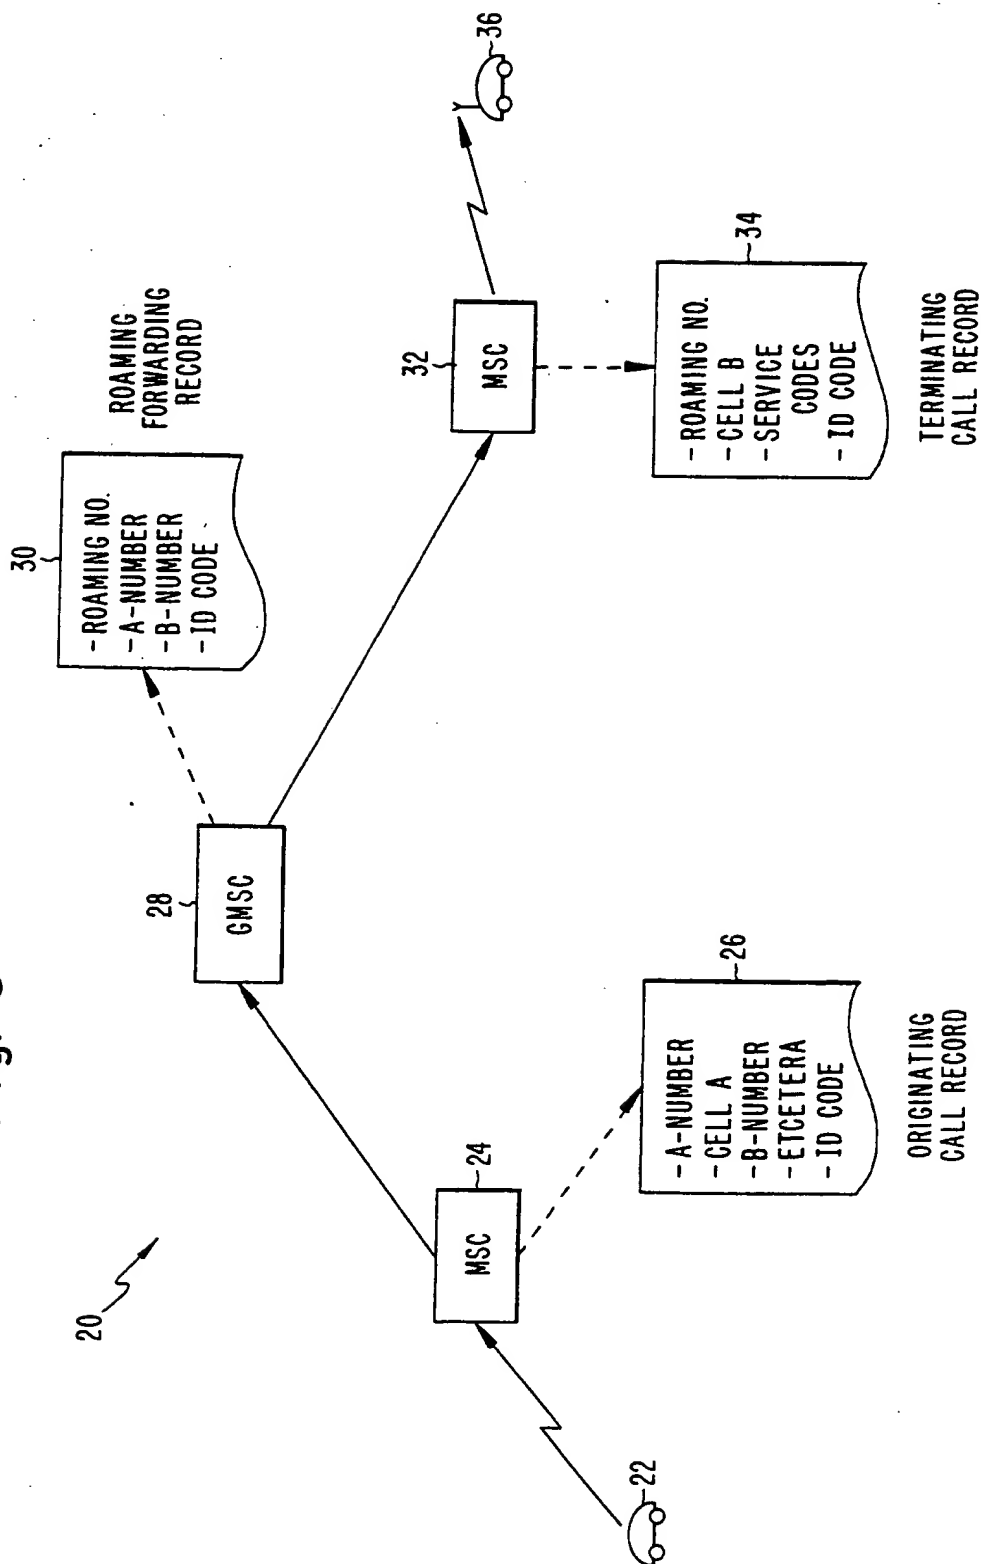 20
22
MSC
24
- A-NUMBER
- CELL A
- B-NUMBER
- ETCETERA
- ID CODE
26
ORIGINATING
CALL RECORD
28
GMSC
30
- ROAMING NO.
- A-NUMBER
- B-NUMBER
- ID CODE
ROAMING
FORWARDING
RECORD
32
MSC
- ROAMING NO.
- CELL B
- SERVICE
CODES
- ID CODE
34
TERMINATING
CALL RECORD
36